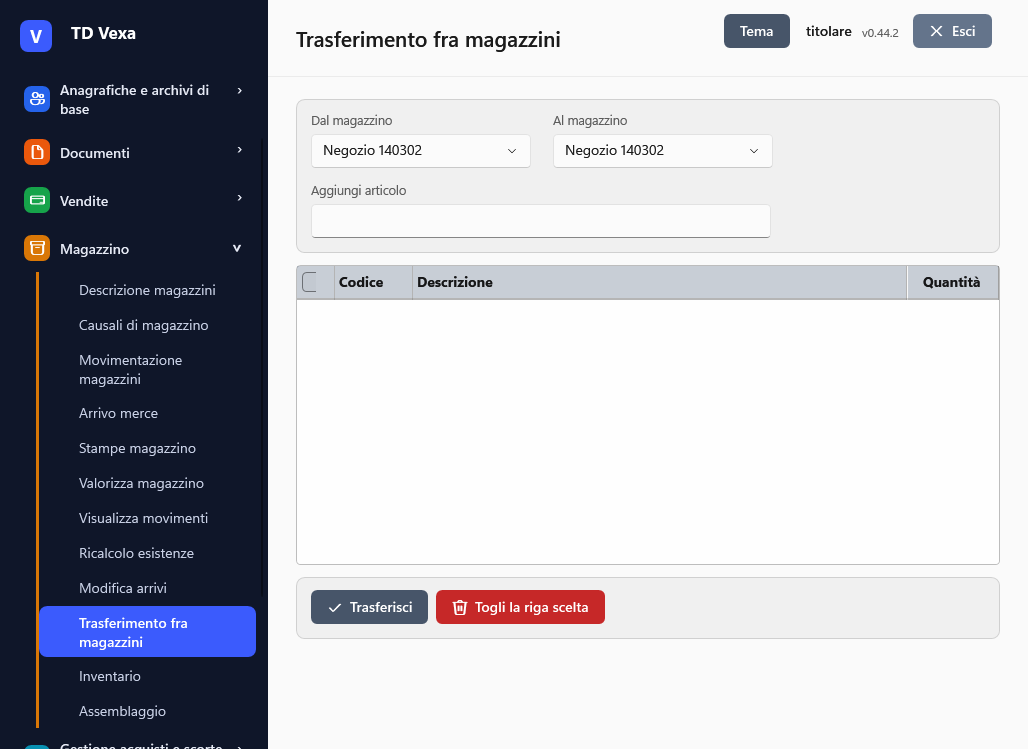 V
TD Vexa
Anagrafiche e archivi di
base
Documenti
Vendite
Magazzino
Descrizione magazzini
Causali di magazzino
Movimentazione
magazzini
Arrivo merce
Stampe magazzino
Valorizza magazzino
Visualizza movimenti
Ricalcolo esistenze
Modifica arrivi
Trasferimento fra
magazzini
Inventario
Assemblaggio
Gestione acquisti e scorte
Trasferimento fra magazzini
Tema
titolare v0.44.2
Esci
Dal magazzino
Al magazzino
Negozio 140302
Negozio 140302
Aggiungi articolo
Codice
Descrizione
Quantità
Trasferisci
Togli la riga scelta